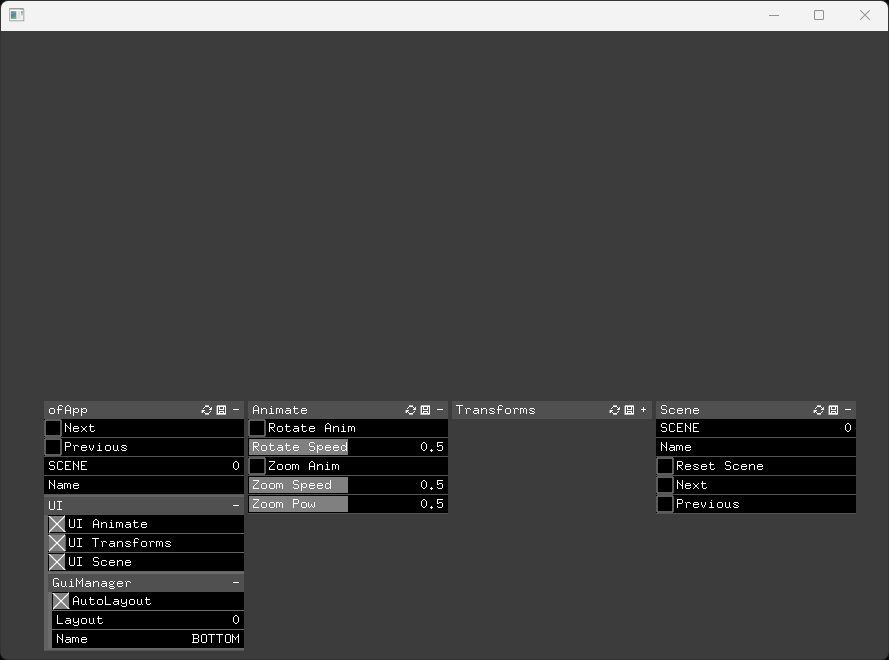 ofApp
Next
Previous
SCENE 0
Name
UI
UI Animate
UI Transforms
UI Scene
GuiManager
AutoLayout
Layout 0
Name BOTTOM
Animate
Rotate Anim
Rotate Speed 0.5
Zoom Anim
Zoom Speed 0.5
Zoom Pow 0.5
Transforms
Scene
SCENE 0
Name
Reset Scene
Next
Previous